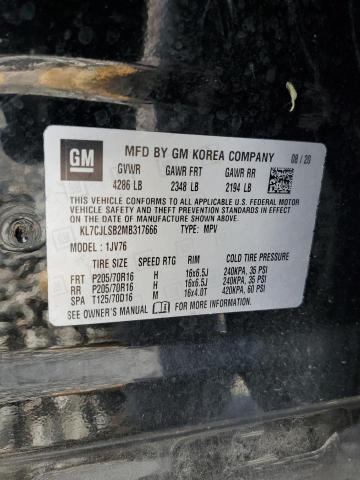 GM
MFD BY GM KOREA COMPANY 08/20
GVWR GAWR FRT GAWR RR
4286 LB 2348 LB 2194 LB
THIS VEHICLE CONFORMS TO ALL APPLICABLE U.S. FEDERAL MOTOR
VEHICLE SAFETY, BUMPER, AND THEFT PREVENTION STANDARDS IN
EFFECT ON THE DATE OF MANUFACTURE SHOWN ABOVE.
KL7CJLSB2MB317666 TYPE: MPV
MODEL: 1JV76
TIRE SIZE SPEED RTG RIM COLD TIRE PRESSURE
FRT P205/70R16 H 16x6.5J 240KPA, 35 PSI
RR P205/70R16 H 16x6.5J 240KPA, 35 PSI
SPA T125/70D16 M 16x4.0T 420KPA, 60 PSI
SEE OWNER'S MANUAL FOR MORE INFORMATION.